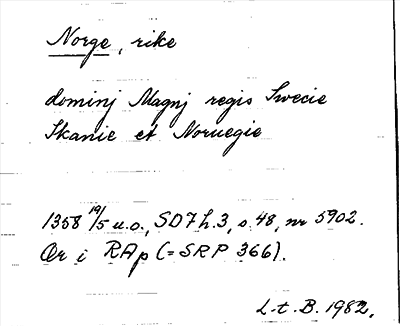 Norge, rike
dominj Magnj regis Swecie
Skanie et Noruegie
1358 19/5 u.o., SD 7 h.3, s.48, nr 5902.
Or i RAp (=SRP 366).
L-t. B. 1982.